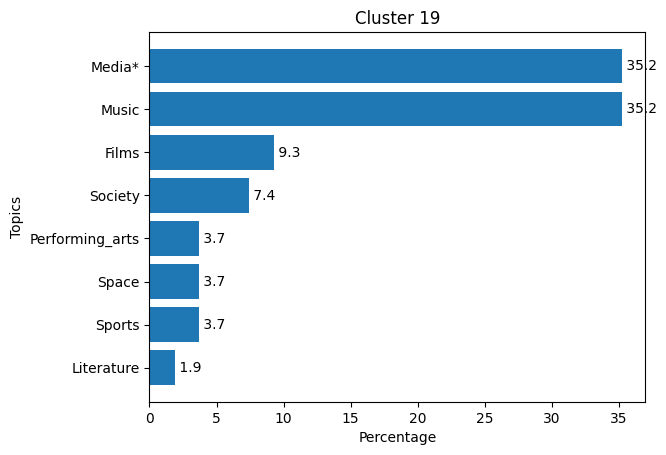 Cluster 19
Media* 35.2
Music 35.2
Films 9.3
Society 7.4
Performing_arts 3.7
Space 3.7
Sports 3.7
Literature 1.9
Topics
0 5 10 15 20 25 30 35
Percentage